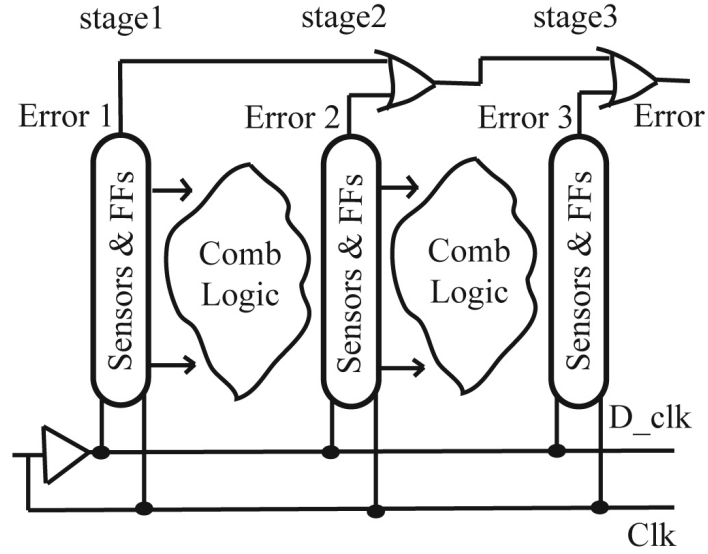 stage1
stage2
stage3
Error 1
Error 2
Error 3
Error
Sensors & FFs
Comb
Logic
Sensors & FFs
Comb
Logic
Sensors & FFs
D_clk
Clk